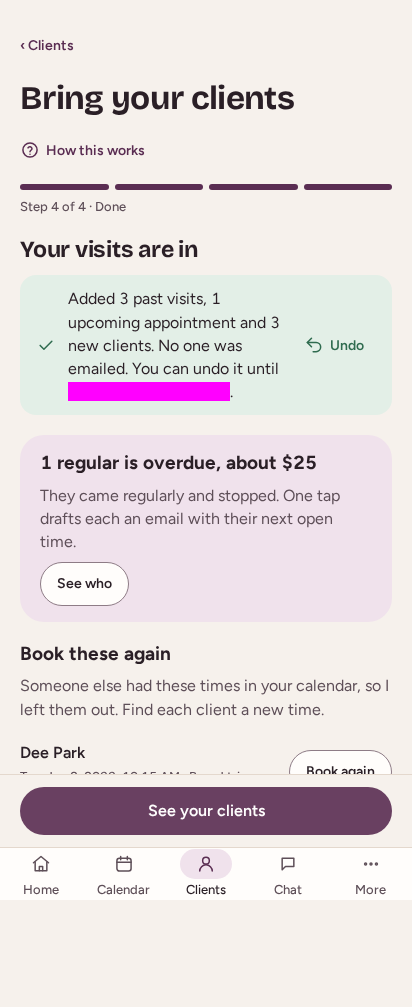 ‹ Clients
Bring your clients
How this works
Step 4 of 4 · Done
Your visits are in
Added 3 past visits, 1
upcoming appointment and 3
new clients. No one was
emailed. You can undo it until
.
Undo
1 regular is overdue, about $25
They came regularly and stopped. One tap
drafts each an email with their next open
time.
See who
Book these again
Someone else had these times in your calendar, so I
left them out. Find each client a new time.
Dee Park
Book again
See your clients
Home
Calendar
Clients
Chat
More